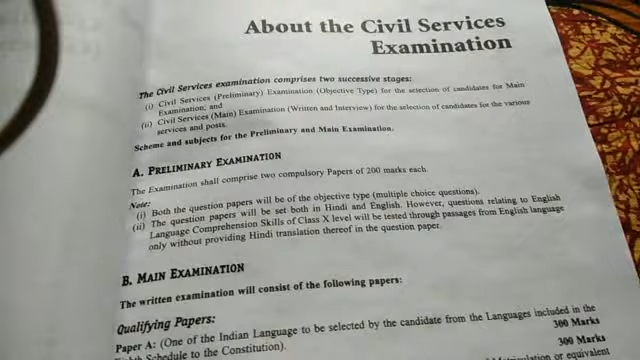 About the Civil Services
Examination
The Civil Services examination comprises two successive stages:
(i) Civil Services (Preliminary) Examination (Objective Type) for the selection of candidates for Main
Examination; and
(ii) Civil Services (Main) Examination (Written and Interview) for the selection of candidates for the various
services and posts.
Scheme and subjects for the Preliminary and Main Examination.
A. PRELIMINARY EXAMINATION
The Examination shall comprise two compulsory Papers of 200 marks each.
Note:
(i) Both the question papers will be of the objective type (multiple choice questions).
(ii) The question papers will be set both in Hindi and English. However, questions relating to English
Language Comprehension Skills of Class X level will be tested through passages from English language
only without providing Hindi translation thereof in the question paper.
B. MAIN EXAMINATION
The written examination will consist of the following papers:
Qualifying Papers:
Paper A: (One of the Indian Language to be selected by the candidate from the Languages included in the
Schedule to the Constitution).
300 Marks
300 Marks
or equivalent